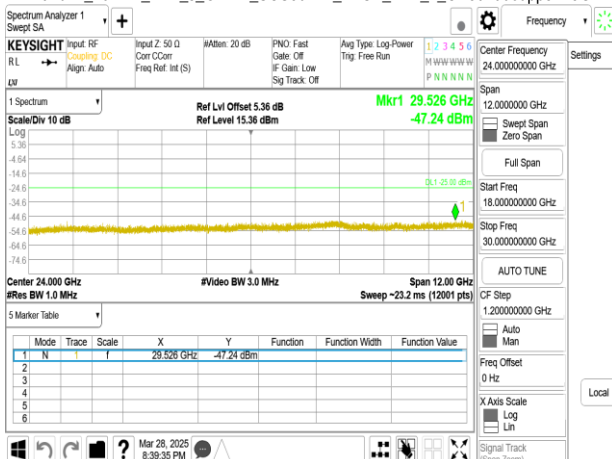 Spectrum Analyzer 1
Swept SA
Frequency
KEYSIGHT
RL
Input: RF
Coupling: DC
Align: Auto
Input Z: 50 Ω
Corr CCorr
Freq Ref: Int (S)
#Atten: 20 dB
PNO: Fast
Gate: Off
IF Gain: Low
Sig Track: Off
Avg Type: Log-Power
Trig: Free Run
1 2 3 4 5 6
M W W W W W
P N N N N N
1 Spectrum
Scale/Div 10 dB
Ref Lvl Offset 5.36 dB
Ref Level 15.36 dBm
Mkr1 29.526 GHz
-47.24 dBm
Log
5.36
-4.64
-14.6
-24.6
-34.6
-44.6
-54.6
-64.6
-74.6
DL1 -25.00 dBm
1
Center 24.000 GHz
#Res BW 1.0 MHz
#Video BW 3.0 MHz
Span 12.00 GHz
Sweep ~23.2 ms (12001 pts)
5 Marker Table
Mode Trace Scale X Y Function Function Width Function Value
1 N 1 f 29.526 GHz -47.24 dBm
2
3
4
5
6
Mar 28, 2025
8:39:35 PM
Center Frequency
24.000000000 GHz
Span
12.0000000 GHz
Swept Span
Zero Span
Full Span
Start Freq
18.000000000 GHz
Stop Freq
30.000000000 GHz
AUTO TUNE
CF Step
1.200000000 GHz
Auto
Man
Freq Offset
0 Hz
X Axis Scale
Log
Lin
Signal Track
Settings
Local